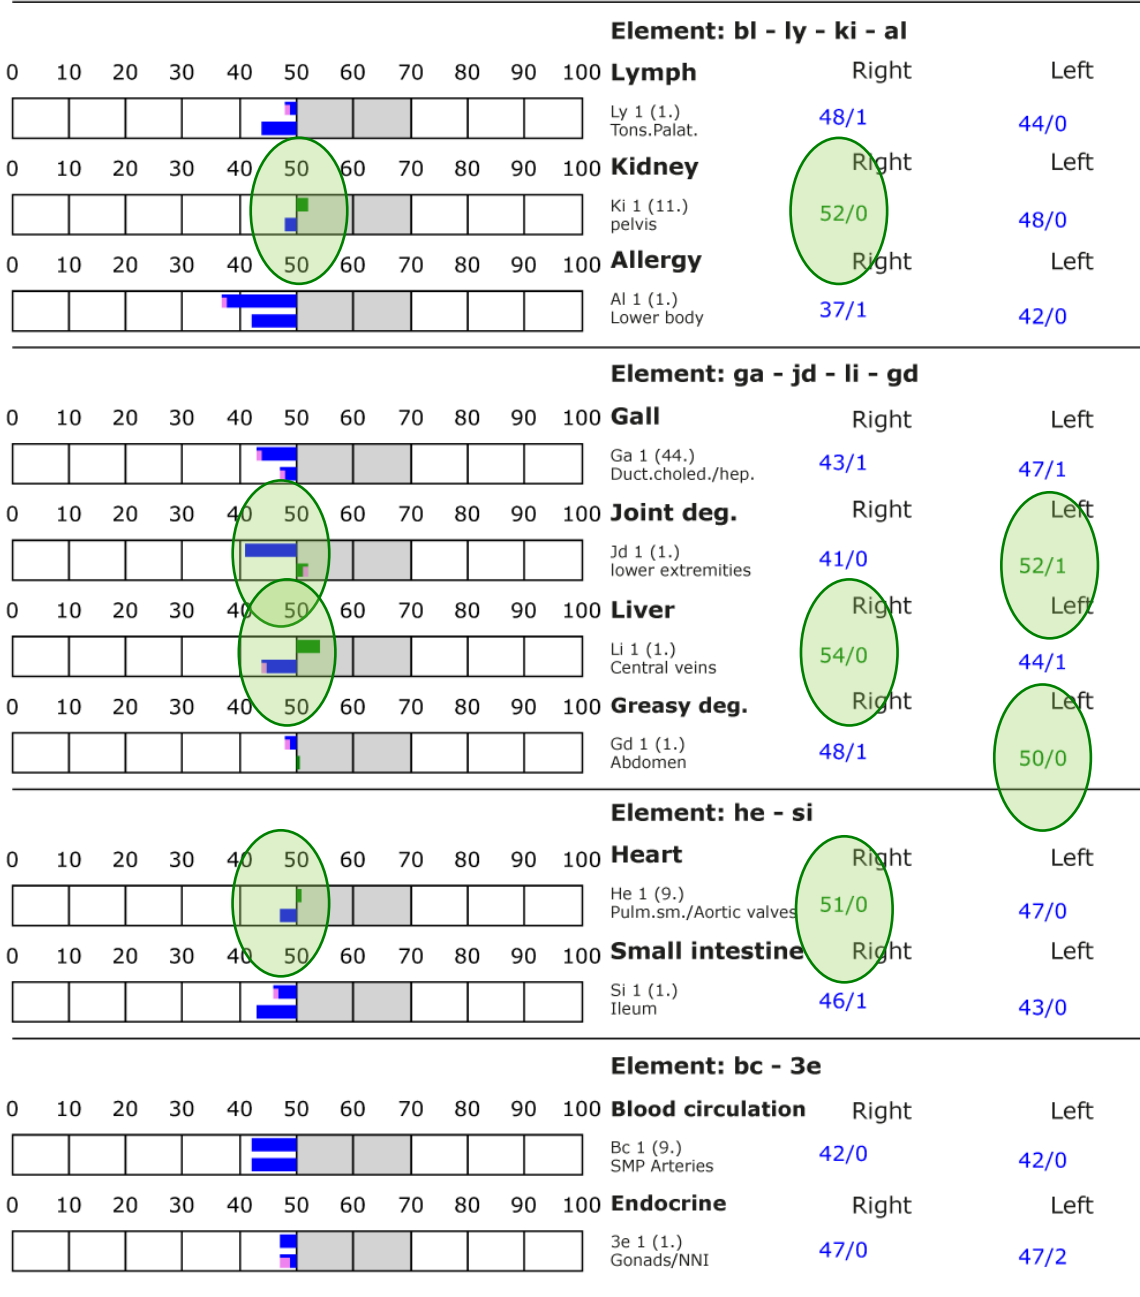 Element: bl - ly - ki - al
0 10 20 30 40 50 60 70 80 90 100 Lymph Right Left
Ly 1 (1.) 48/1 44/0
Tons.Palat.
0 10 20 30 40 50 60 70 80 90 100 Kidney Right Left
Ki 1 (11.) 52/0 48/0
pelvis
0 10 20 30 40 50 60 70 80 90 100 Allergy Right Left
Al 1 (1.) 37/1 42/0
Lower body
Element: ga - jd - li - gd
0 10 20 30 40 50 60 70 80 90 100 Gall Right Left
Ga 1 (44.) 43/1 47/1
Duct.choled./hep.
0 10 20 30 40 50 60 70 80 90 100 Joint deg. Right Left
Jd 1 (1.) 41/0 52/1
lower extremities
0 10 20 30 40 50 60 70 80 90 100 Liver Right Left
Li 1 (1.) 54/0 44/1
Central veins
0 10 20 30 40 50 60 70 80 90 100 Greasy deg. Right Left
Gd 1 (1.) 48/1 50/0
Abdomen
Element: he - si
0 10 20 30 40 50 60 70 80 90 100 Heart Right Left
He 1 (9.) 51/0 47/0
Pulm.sm./Aortic valves
0 10 20 30 40 50 60 70 80 90 100 Small intestine Right Left
Si 1 (1.) 46/1 43/0
Ileum
Element: bc - 3e
0 10 20 30 40 50 60 70 80 90 100 Blood circulation Right Left
Bc 1 (9.) 42/0 42/0
SMP Arteries
0 10 20 30 40 50 60 70 80 90 100 Endocrine Right Left
3e 1 (1.) 47/0 47/2
Gonads/NNI